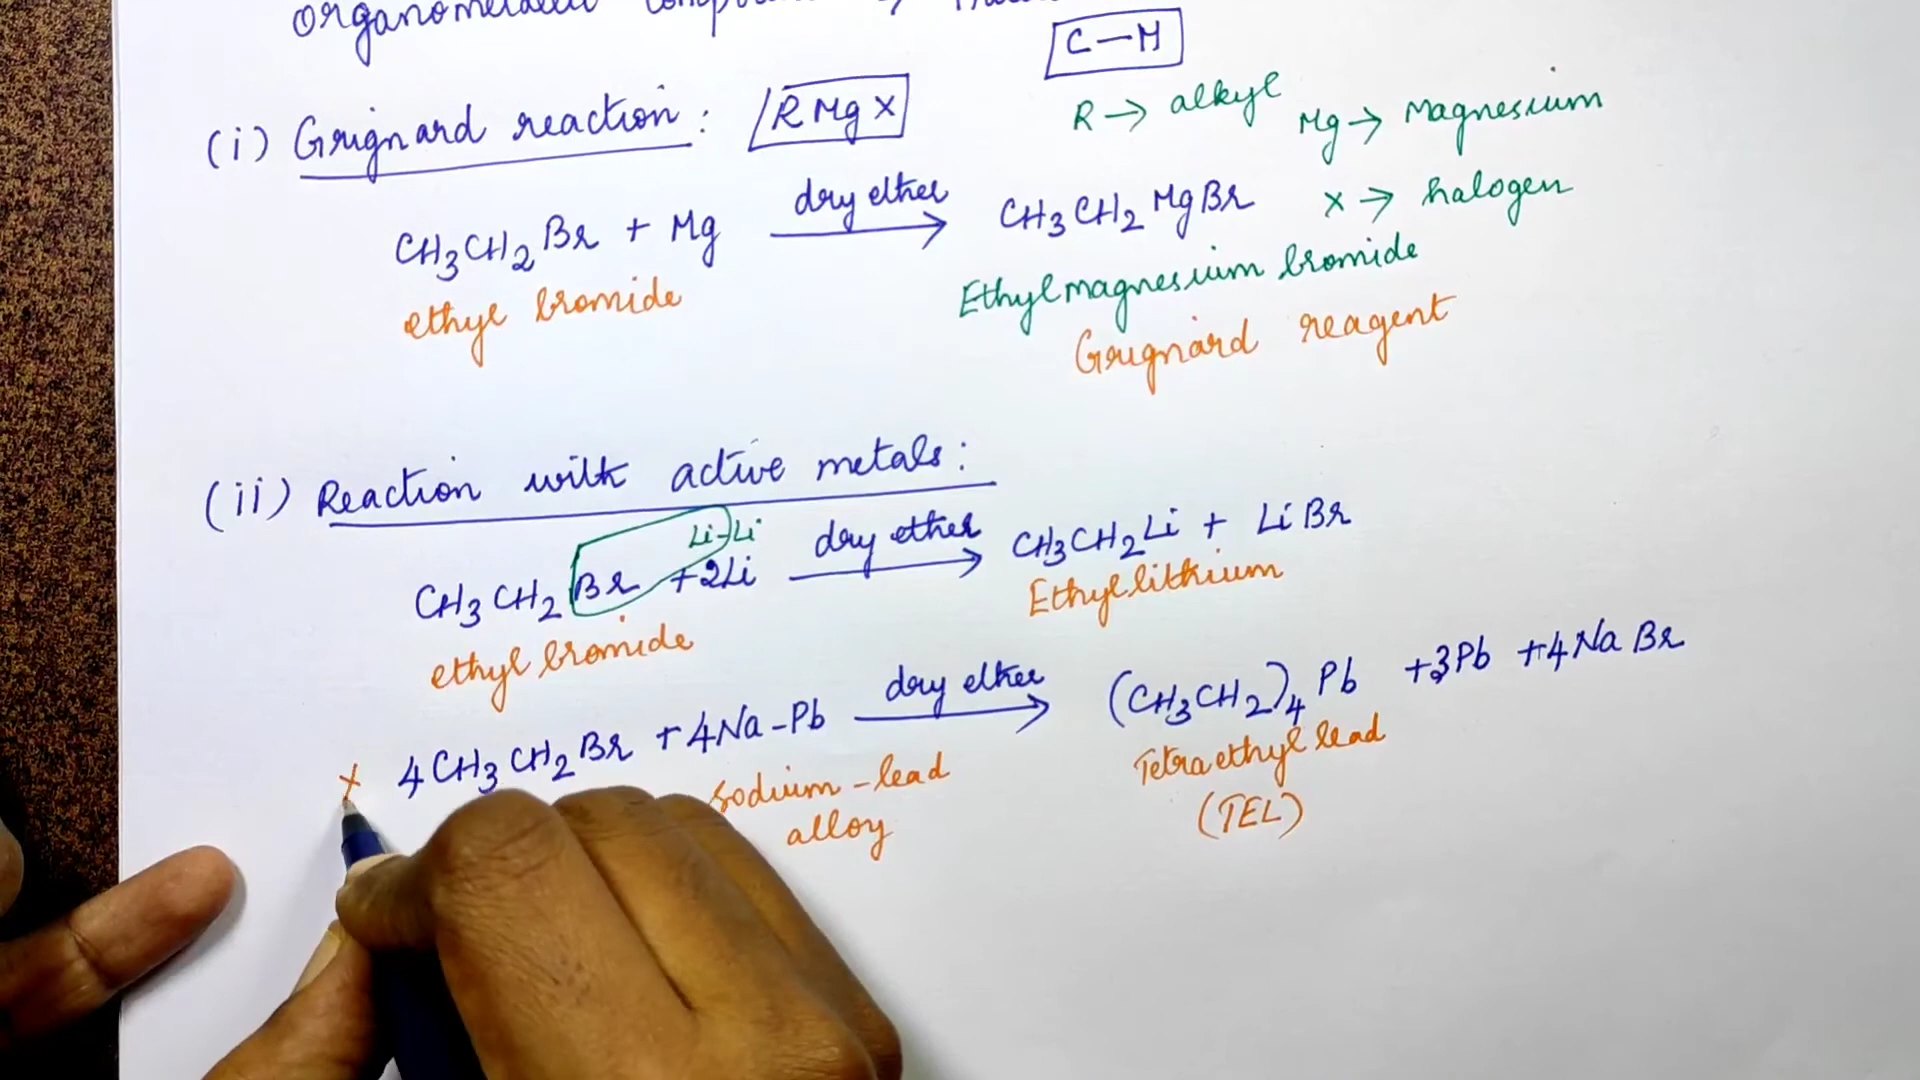 organometallic
C–M
(i) Grignard reaction : RMgX
R → alkyl Mg → Magnesium
X → halogen
dry ether
CH3CH2Br + Mg → CH3CH2MgBr
ethyl bromide Ethylmagnesium bromide
Grignard reagent
(ii) Reaction with active metals :
Li–Li dry ether
CH3CH2Br + 2Li → CH3CH2Li + LiBr
ethyl bromide Ethyllithium
dry ether
4CH3CH2Br + 4Na-Pb → (CH3CH2)4Pb + 3Pb + 4NaBr
Sodium-lead Tetraethyl lead
alloy (TEL)